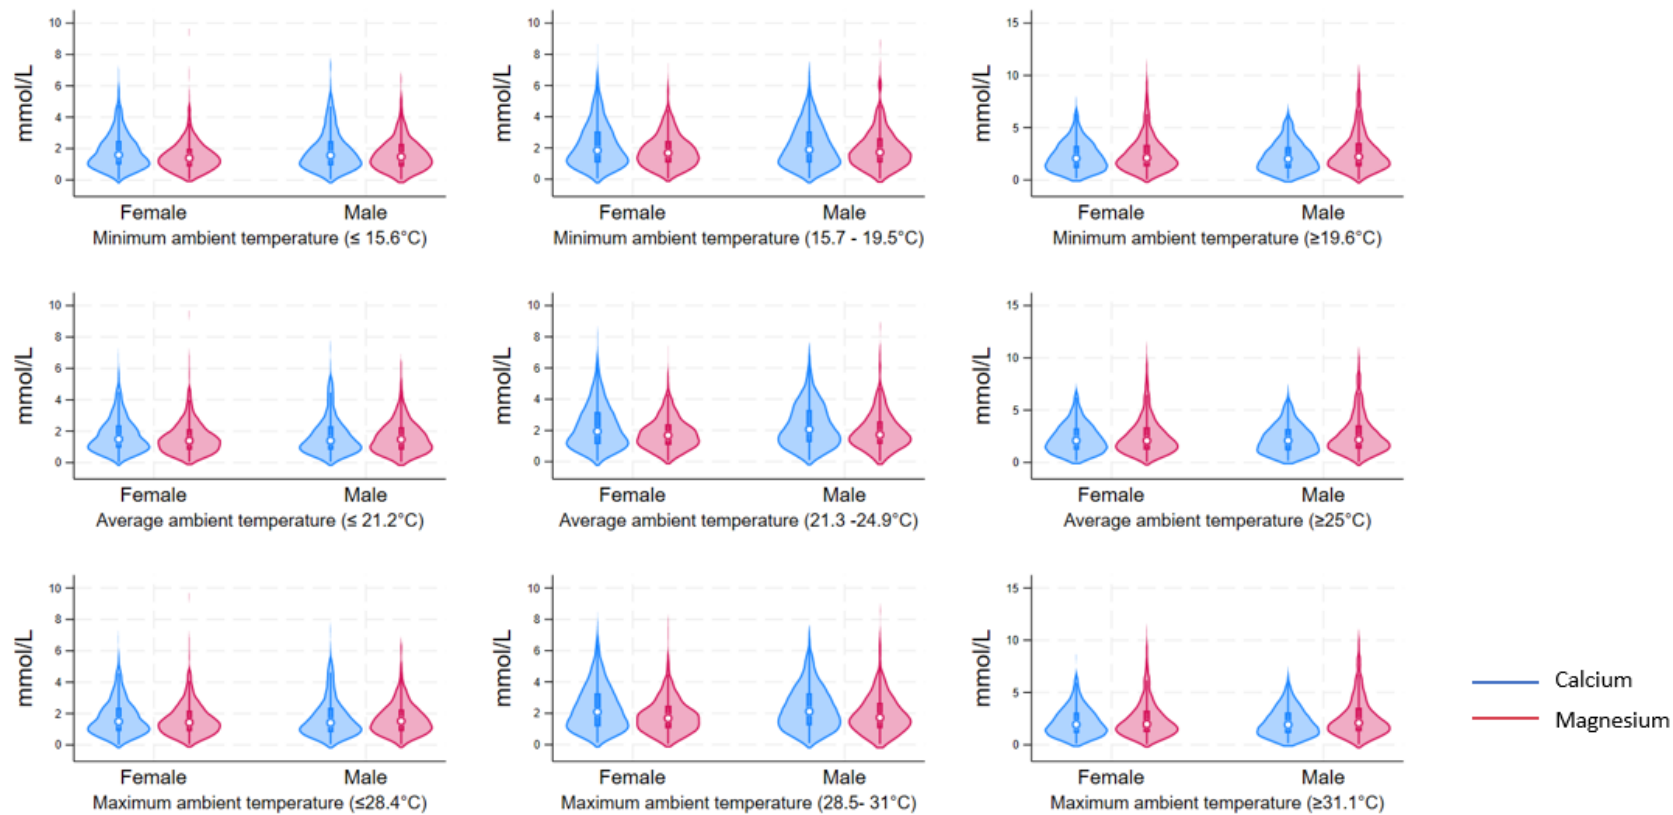 10
8
6
4
2
0
mmol/L
Female Male
Minimum ambient temperature (≤ 15.6°C)
10
8
6
4
2
0
mmol/L
Female Male
Minimum ambient temperature (15.7 - 19.5°C)
15
10
5
0
mmol/L
Female Male
Minimum ambient temperature (≥19.6°C)
10
8
6
4
2
0
mmol/L
Female Male
Average ambient temperature (≤ 21.2°C)
10
8
6
4
2
0
mmol/L
Female Male
Average ambient temperature (21.3 -24.9°C)
15
10
5
0
mmol/L
Female Male
Average ambient temperature (≥25°C)
10
8
6
4
2
0
mmol/L
Female Male
Maximum ambient temperature (≤28.4°C)
10
8
6
4
2
0
mmol/L
Female Male
Maximum ambient temperature (28.5- 31°C)
15
10
5
0
mmol/L
Female Male
Maximum ambient temperature (≥31.1°C)
Calcium
Magnesium